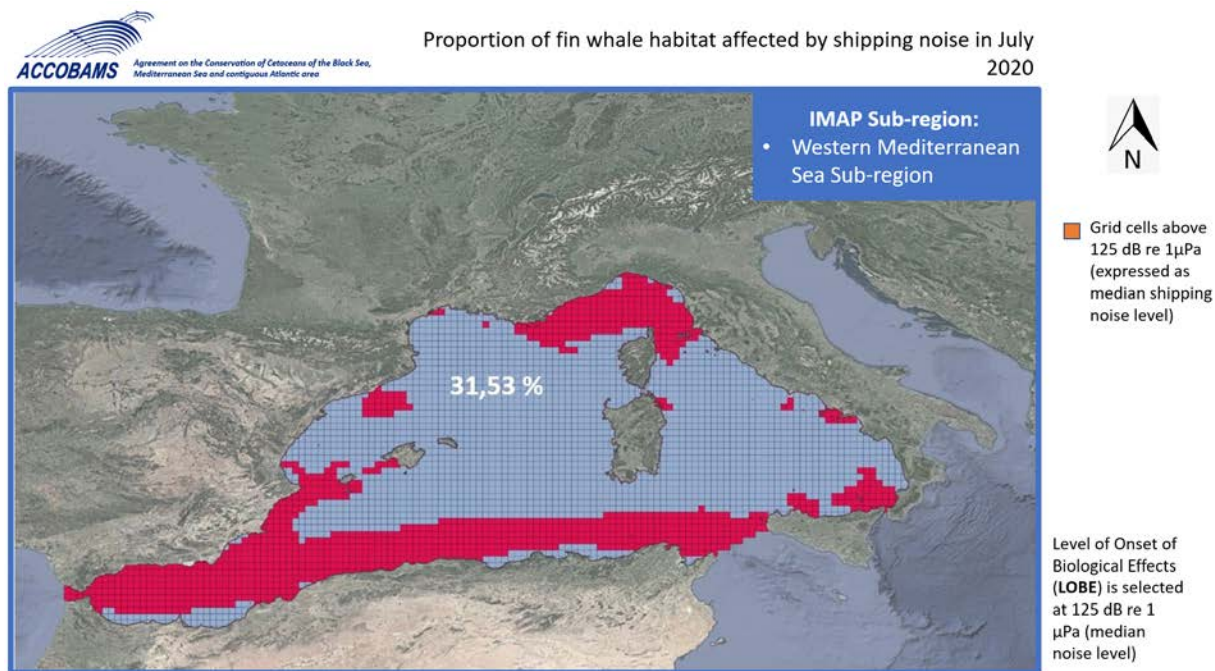 Proportion of fin whale habitat affected by shipping noise in July
2020
ACCOBAMS
Agreement on the Conservation of Cetaceans of the Black Sea,
Mediterranean Sea and contiguous Atlantic area
IMAP Sub-region:
• Western Mediterranean
Sea Sub-region
N
Grid cells above
125 dB re 1µPa
(expressed as
median shipping
noise level)
31,53 %
Level of Onset of
Biological Effects
(LOBE) is selected
at 125 dB re 1
µPa (median
noise level)